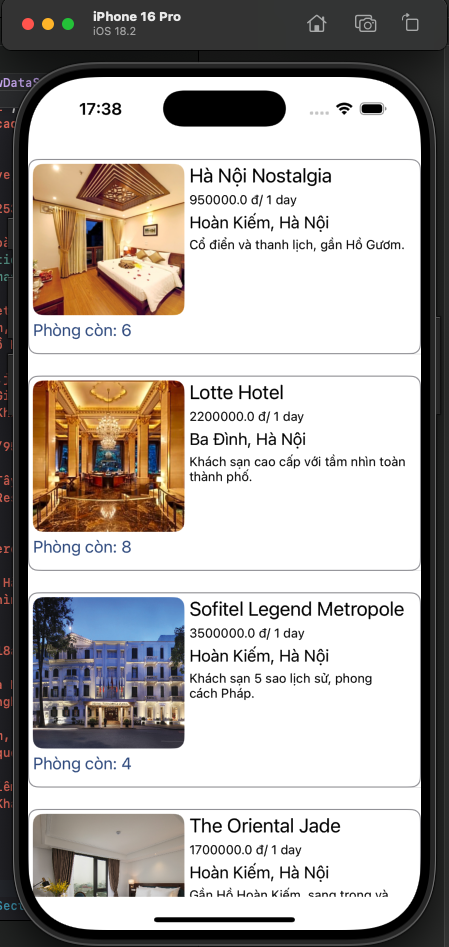 iPhone 16 Pro
iOS 18.2
17:38
Hà Nội Nostalgia
950000.0 đ/ 1 day
Hoàn Kiếm, Hà Nội
Cổ điển và thanh lịch, gần Hồ Gươm.
Phòng còn: 6
Lotte Hotel
2200000.0 đ/ 1 day
Ba Đình, Hà Nội
Khách sạn cao cấp với tầm nhìn toàn
thành phố.
Phòng còn: 8
Sofitel Legend Metropole
3500000.0 đ/ 1 day
Hoàn Kiếm, Hà Nội
Khách sạn 5 sao lịch sử, phong
cách Pháp.
Phòng còn: 4
The Oriental Jade
1700000.0 đ/ 1 day
Hoàn Kiếm, Hà Nội
Gần Hồ Hoàn Kiếm, sang trọng và